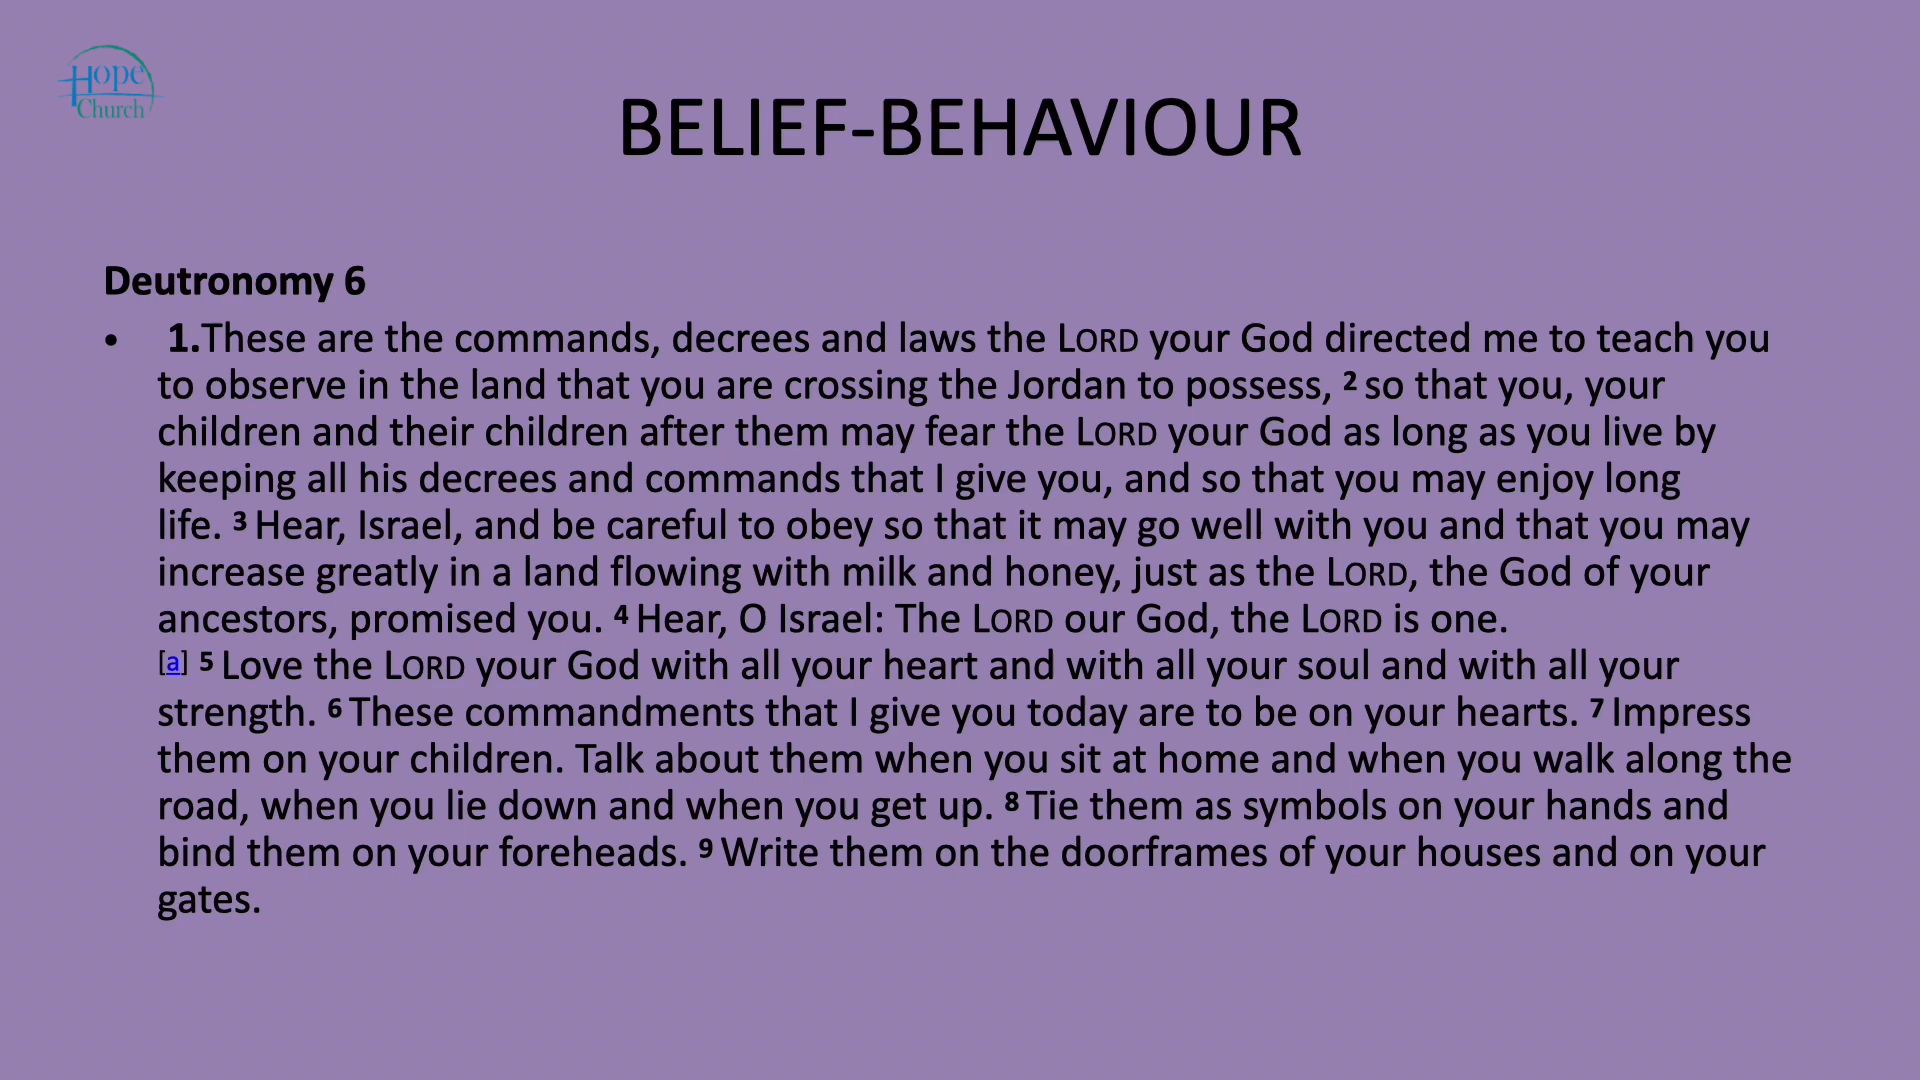 Hope
Church
BELIEF-BEHAVIOUR
Deutronomy 6
• 1.These are the commands, decrees and laws the LORD your God directed me to teach you
to observe in the land that you are crossing the Jordan to possess, 2 so that you, your
children and their children after them may fear the LORD your God as long as you live by
keeping all his decrees and commands that I give you, and so that you may enjoy long
life. 3 Hear, Israel, and be careful to obey so that it may go well with you and that you may
increase greatly in a land flowing with milk and honey, just as the LORD, the God of your
ancestors, promised you. 4 Hear, O Israel: The LORD our God, the LORD is one.
[a] 5 Love the LORD your God with all your heart and with all your soul and with all your
strength. 6 These commandments that I give you today are to be on your hearts. 7 Impress
them on your children. Talk about them when you sit at home and when you walk along the
road, when you lie down and when you get up. 8 Tie them as symbols on your hands and
bind them on your foreheads. 9 Write them on the doorframes of your houses and on your
gates.